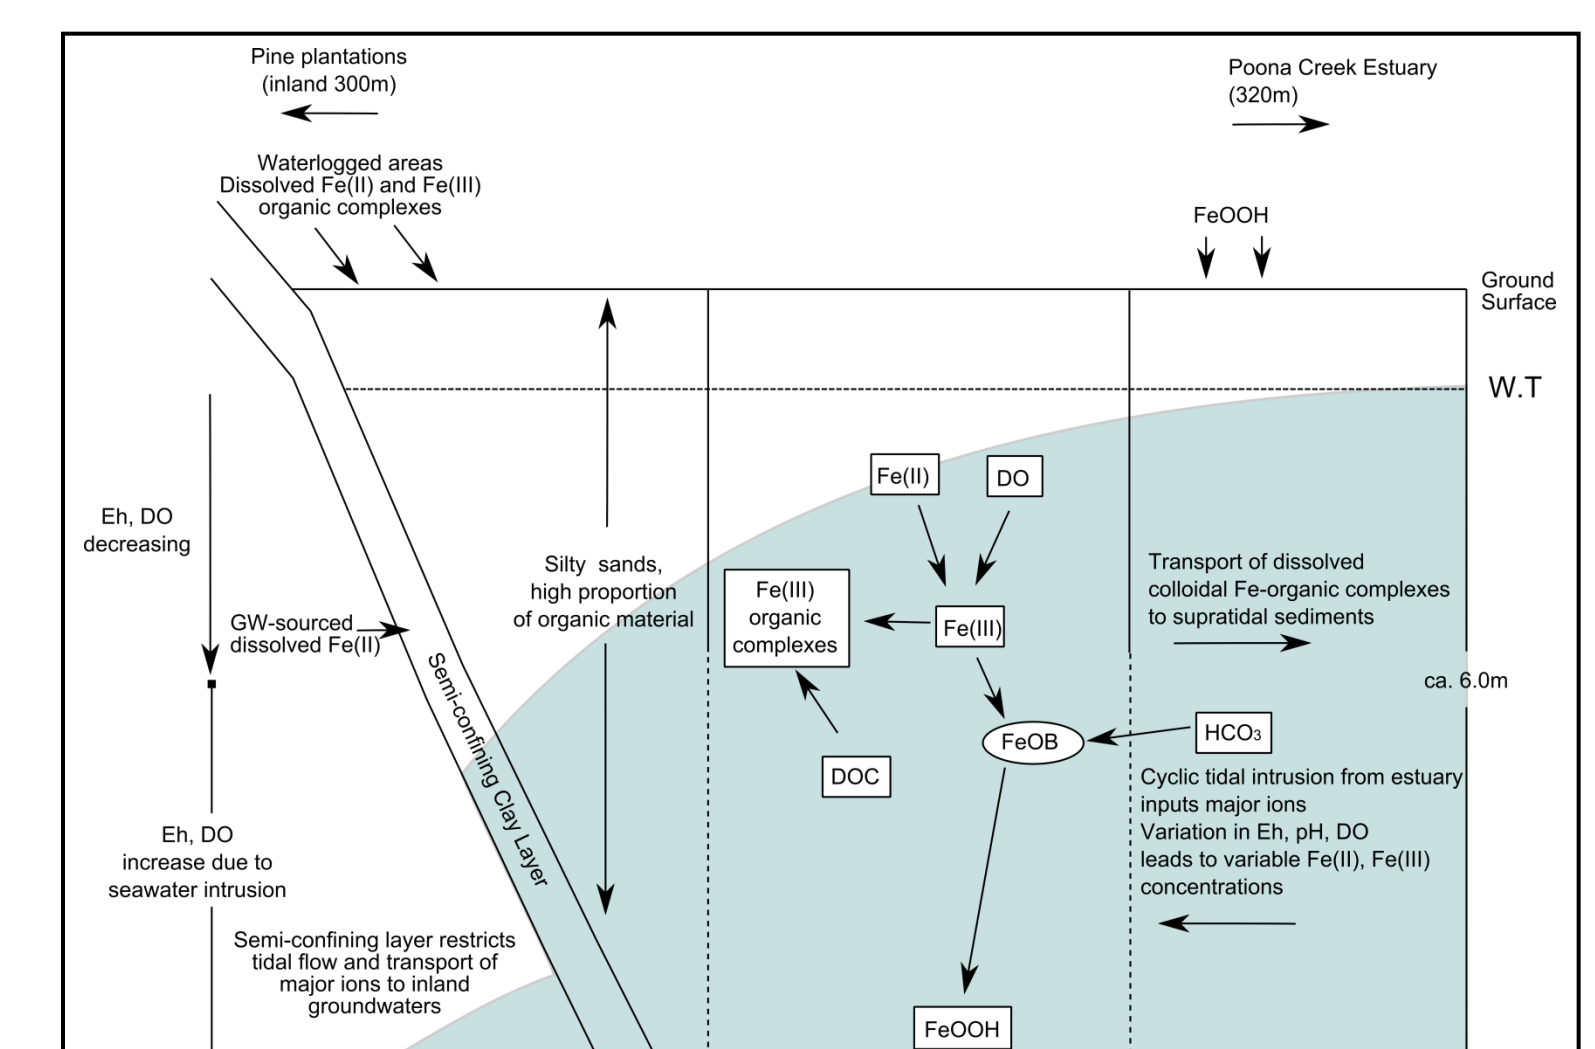 Pine plantations
(inland 300m)
Poona Creek Estuary
(320m)
Waterlogged areas
Dissolved Fe(II) and Fe(III)
organic complexes
FeOOH
Ground
Surface
W.T
Fe(II)
DO
Eh, DO
decreasing
Silty sands,
high proportion
of organic material
Fe(III)
organic
complexes
Fe(III)
Transport of dissolved
colloidal Fe-organic complexes
to supratidal sediments
GW-sourced
dissolved Fe(II)
Semi-confining Clay Layer
ca. 6.0m
FeOB
HCO₃
DOC
Cyclic tidal intrusion from estuary
inputs major ions
Variation in Eh, pH, DO
leads to variable Fe(II), Fe(III)
concentrations
Eh, DO
increase due to
seawater intrusion
Semi-confining layer restricts
tidal flow and transport of
major ions to inland
groundwaters
FeOOH